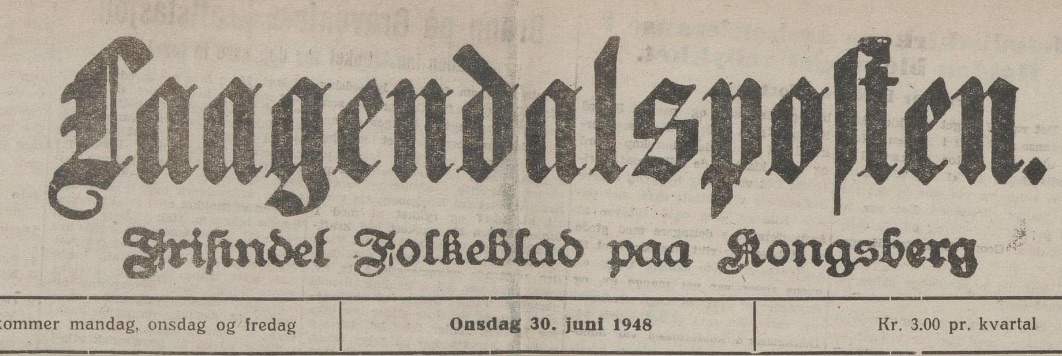 Laagendalsposten.
Frisindet Folkeblad paa Kongsberg
kommer mandag, onsdag og fredag
Onsdag 30. juni 1948
Kr. 3.00 pr. kvartal